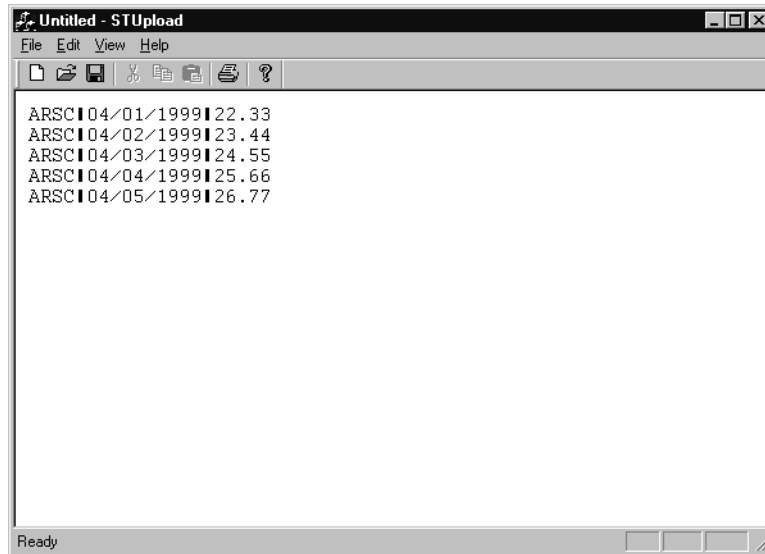 Untitled - STUpload
File Edit View Help
ARSC▌04/01/1999▌22.33
ARSC▌04/02/1999▌23.44
ARSC▌04/03/1999▌24.55
ARSC▌04/04/1999▌25.66
ARSC▌04/05/1999▌26.77
Ready